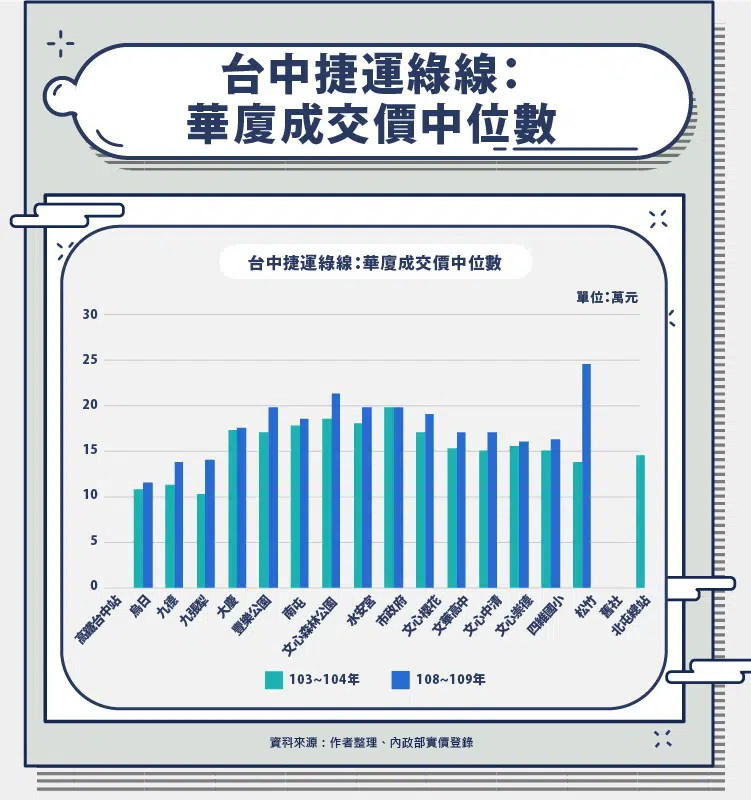 台中捷運綠線：
華廈成交價中位數
台中捷運綠線：華廈成交價中位數
單位：萬元
30
25
20
15
10
5
0
高鐵台中站
烏日
九德
九張犁
大慶
豐樂公園
南屯
文心森林公園
水安宮
市政府
文心櫻花
文華高中
文心中清
文心崇德
四維國小
松竹
舊社
北屯總站
103~104年
108~109年
資料來源：作者整理、內政部實價登錄